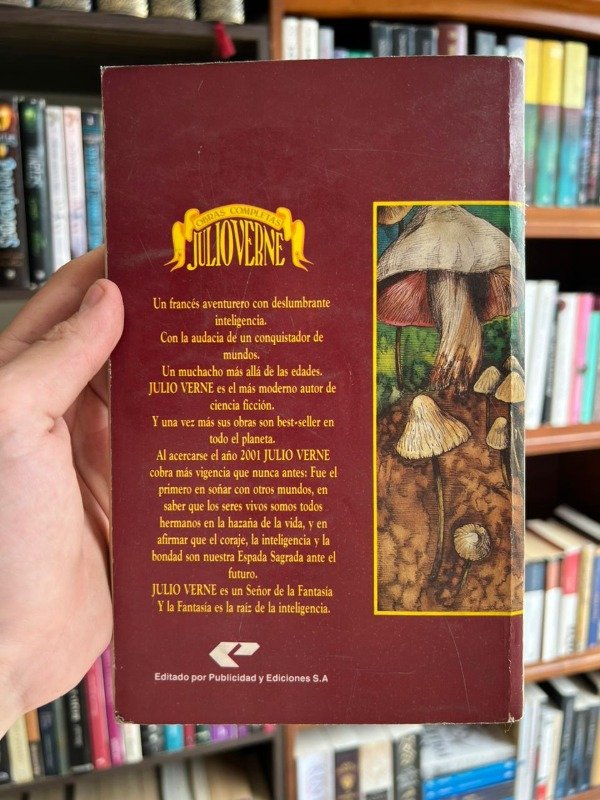 OBRAS COMPLETAS
JULIO VERNE
Un francés aventurero con deslumbrante
inteligencia.
Con la audacia de un conquistador de
mundos.
Un muchacho más allá de las edades.
JULIO VERNE es el más moderno autor de
ciencia ficción.
Y una vez más sus obras son best-seller en
todo el planeta.
Al acercarse el año 2001 JULIO VERNE
cobra más vigencia que nunca antes: Fue el
primero en soñar con otros mundos, en
saber que los seres vivos somos todos
hermanos en la hazaña de la vida, y en
afirmar que el coraje, la inteligencia y la
bondad son nuestra Espada Sagrada ante el
futuro.
JULIO VERNE es un Señor de la Fantasía
Y la Fantasía es la raíz de la inteligencia.
Editado por Publicidad y Ediciones S.A